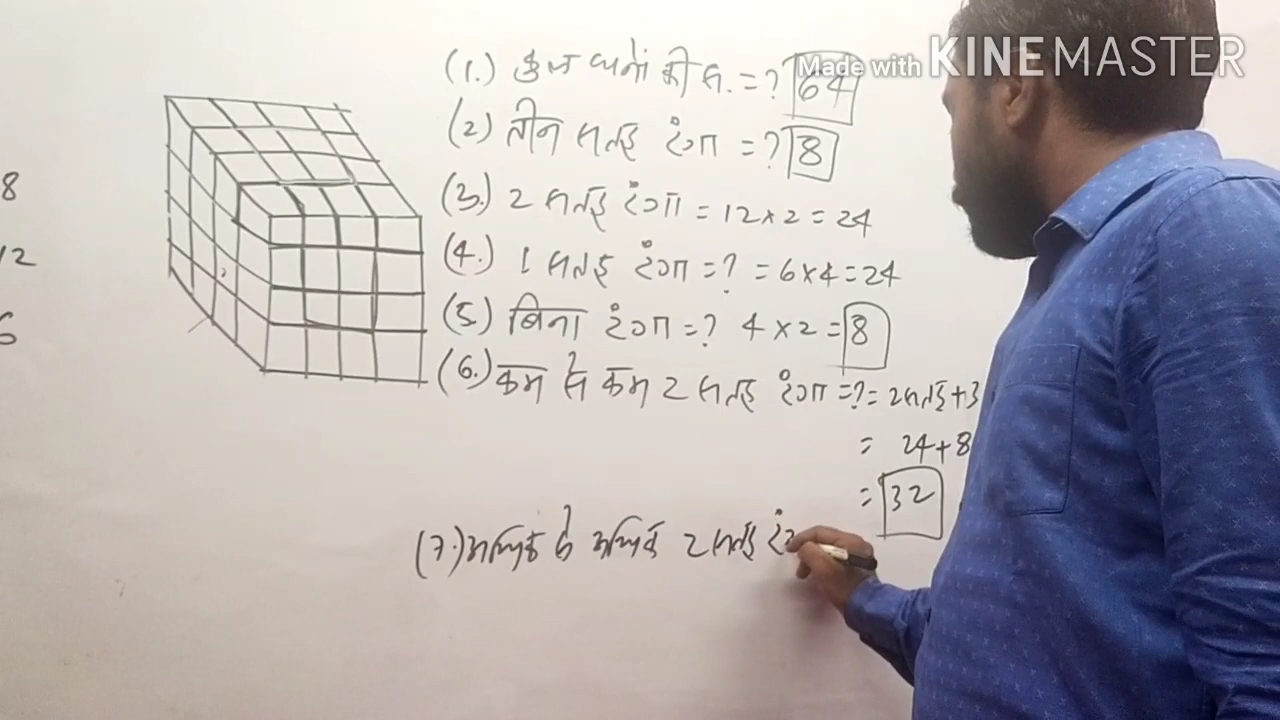 Made with KINEMASTER
8
12
6
(1.) कुल घनों की सं. = ? 64
(2) तीन सतह रंगा = ? 8
(3.) 2 सतह रंगा = 12 x 2 = 24
(4.) 1 सतह रंगा = ? = 6 x 4 = 24
(5.) बिना रंगा = ? 4 x 2 = 8
(6.) कम से कम 2 सतह रंगा = ? = 2 सतह + 3
= 24 + 8
= 32
(7.) अधिक से अधिक 2 सतह